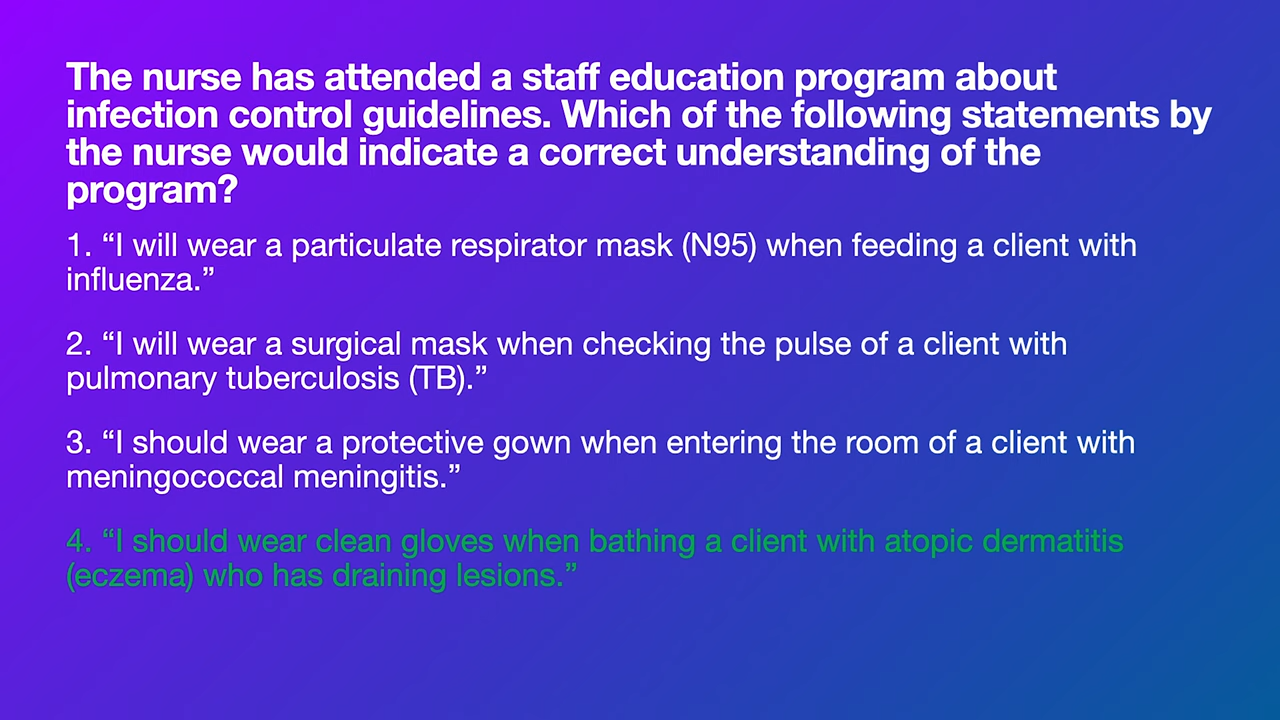 The nurse has attended a staff education program about
infection control guidelines. Which of the following statements by
the nurse would indicate a correct understanding of the
program?
1. “I will wear a particulate respirator mask (N95) when feeding a client with
influenza.”
2. “I will wear a surgical mask when checking the pulse of a client with
pulmonary tuberculosis (TB).”
3. “I should wear a protective gown when entering the room of a client with
meningococcal meningitis.”
4. “I should wear clean gloves when bathing a client with atopic dermatitis
(eczema) who has draining lesions.”